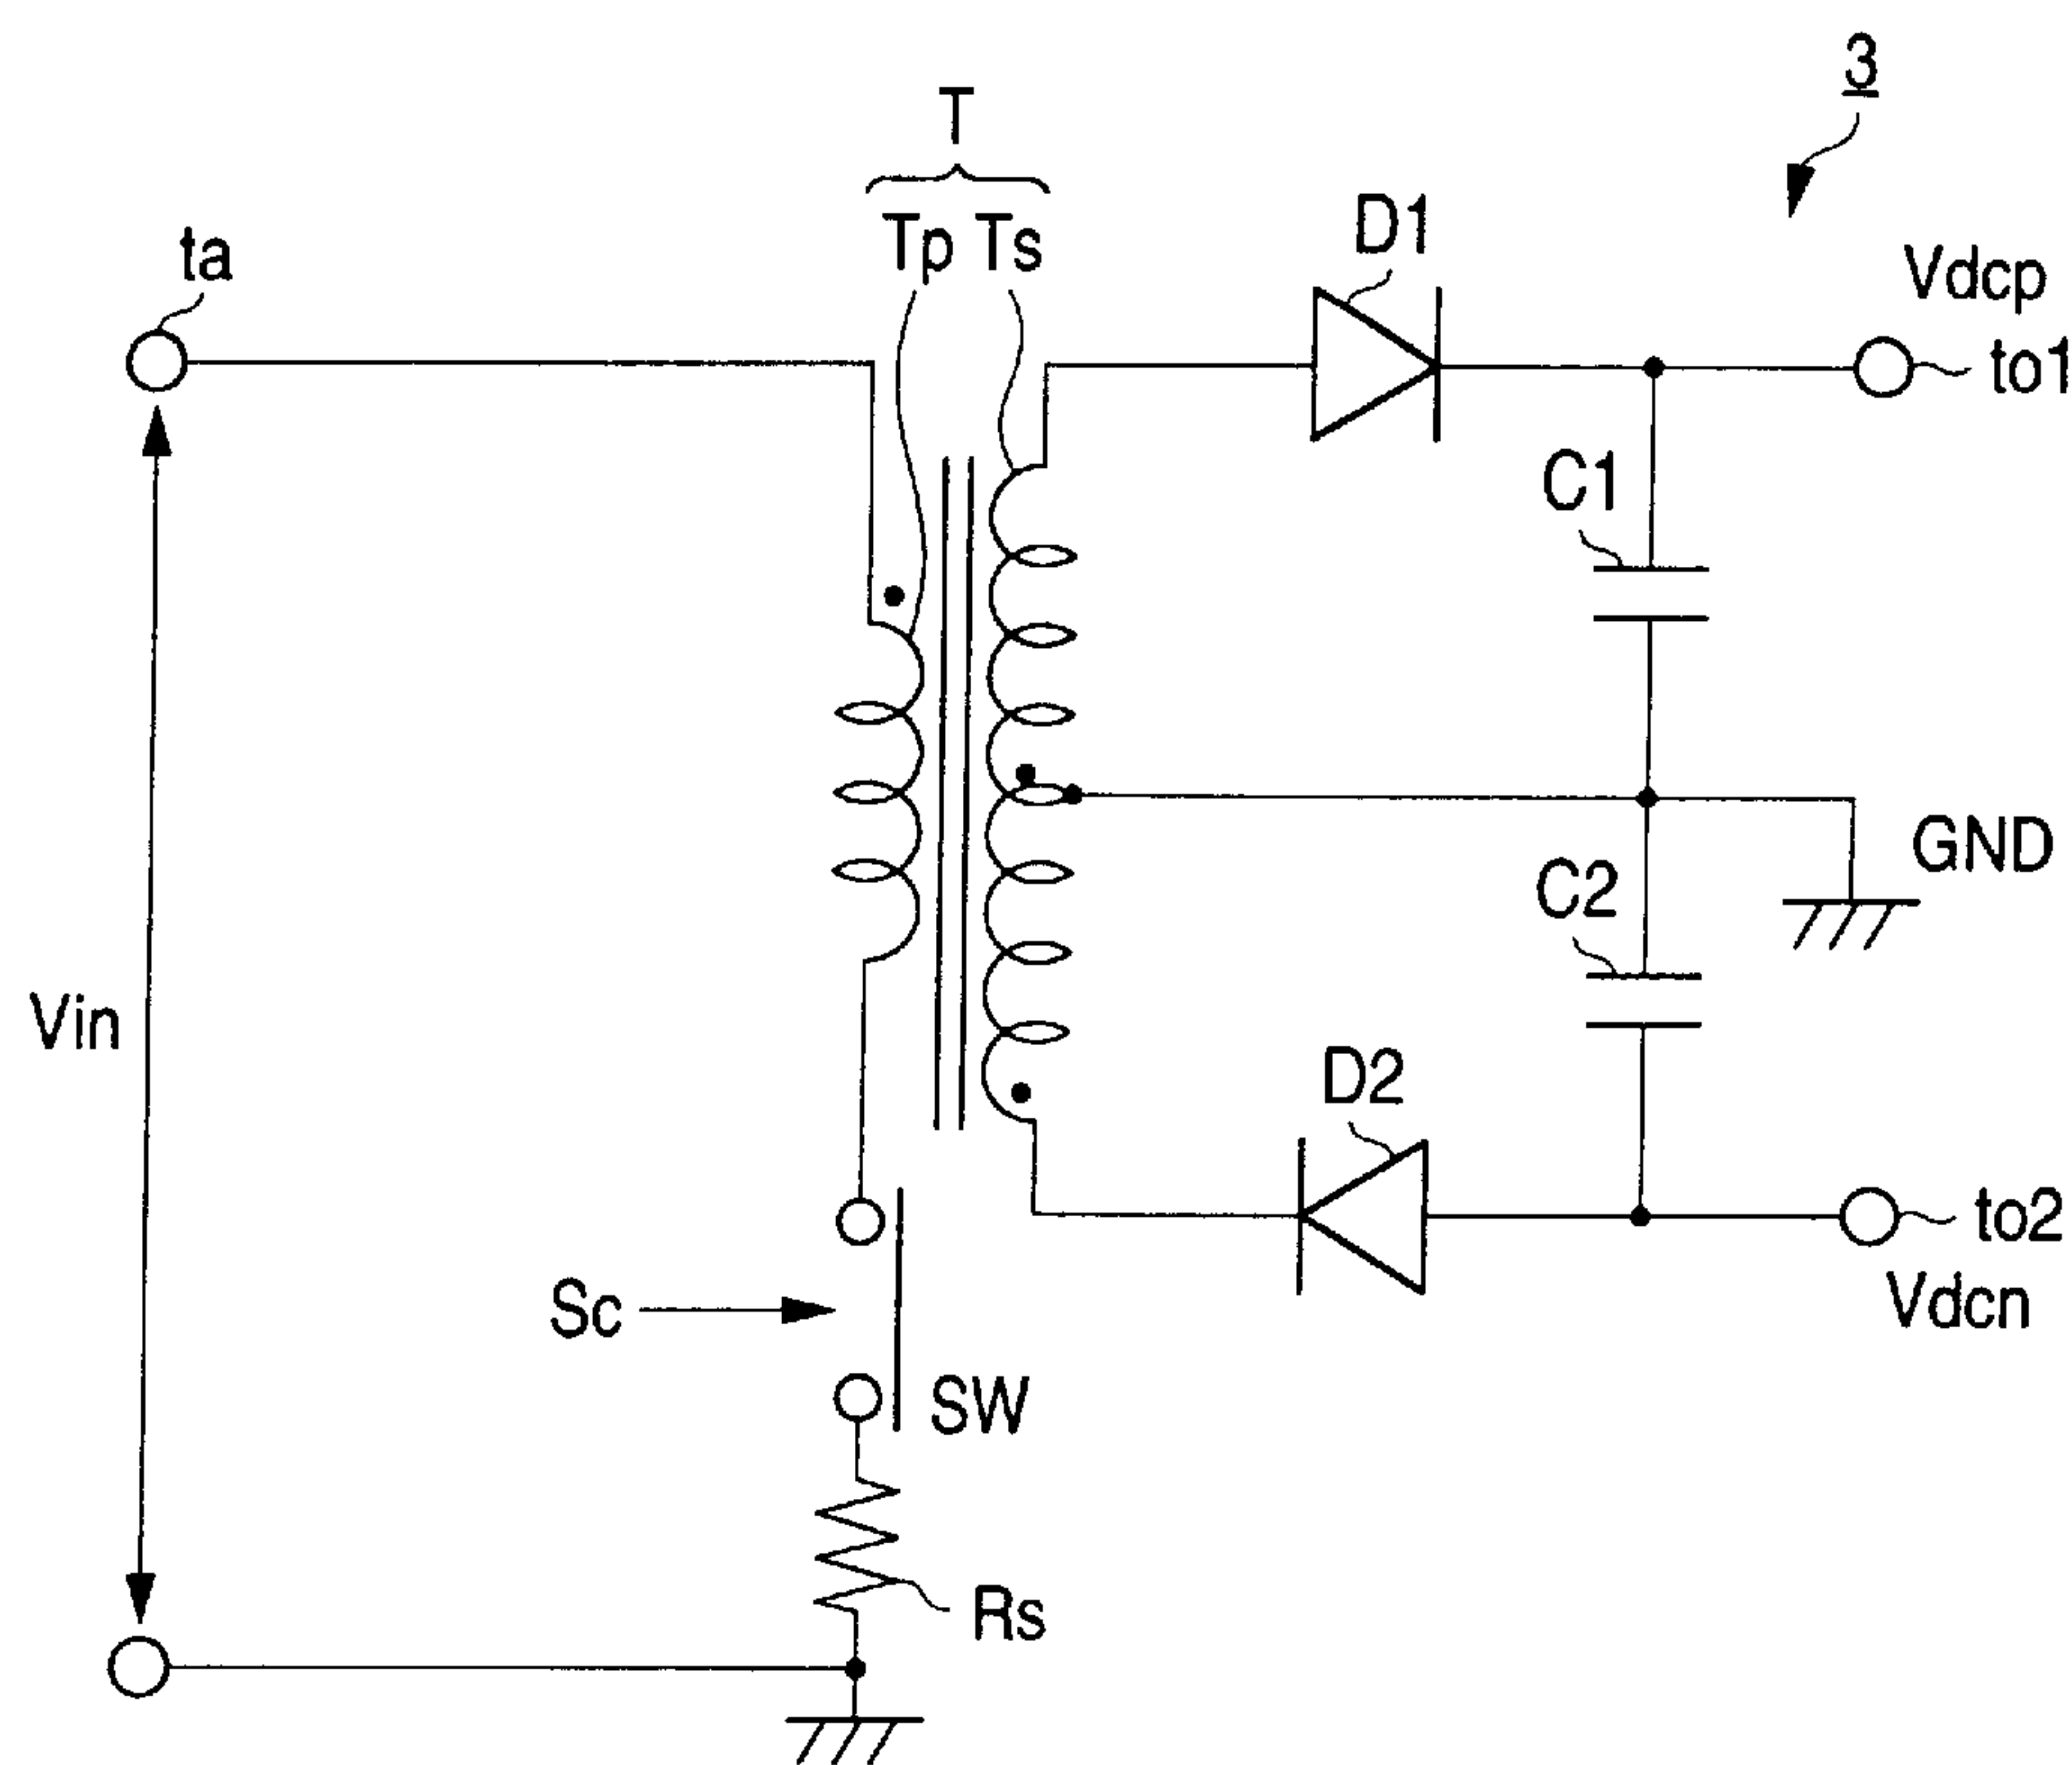 3
T
Tp Ts
D1
ta
Vdcp
to1
C1
GND
C2
Vin
D2
to2
Vdcn
Sc
SW
Rs